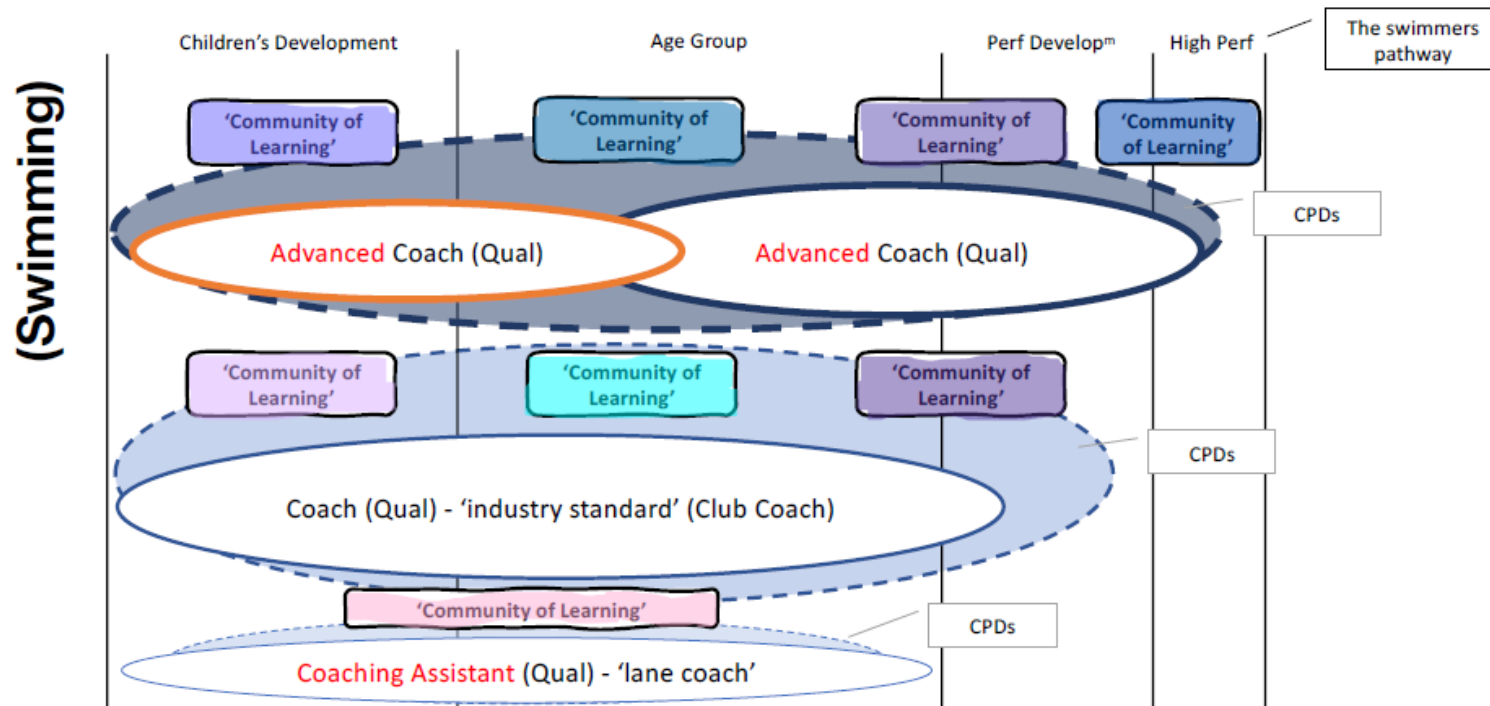 (Swimming)
Children's Development
Age Group
Perf Developᵐ
High Perf
The swimmers
pathway
'Community of
Learning'
'Community of
Learning'
'Community of
Learning'
'Community
of Learning'
CPDs
Advanced Coach (Qual)
Advanced Coach (Qual)
'Community of
Learning'
'Community of
Learning'
'Community of
Learning'
CPDs
Coach (Qual) - 'industry standard' (Club Coach)
'Community of Learning'
CPDs
Coaching Assistant (Qual) - 'lane coach'